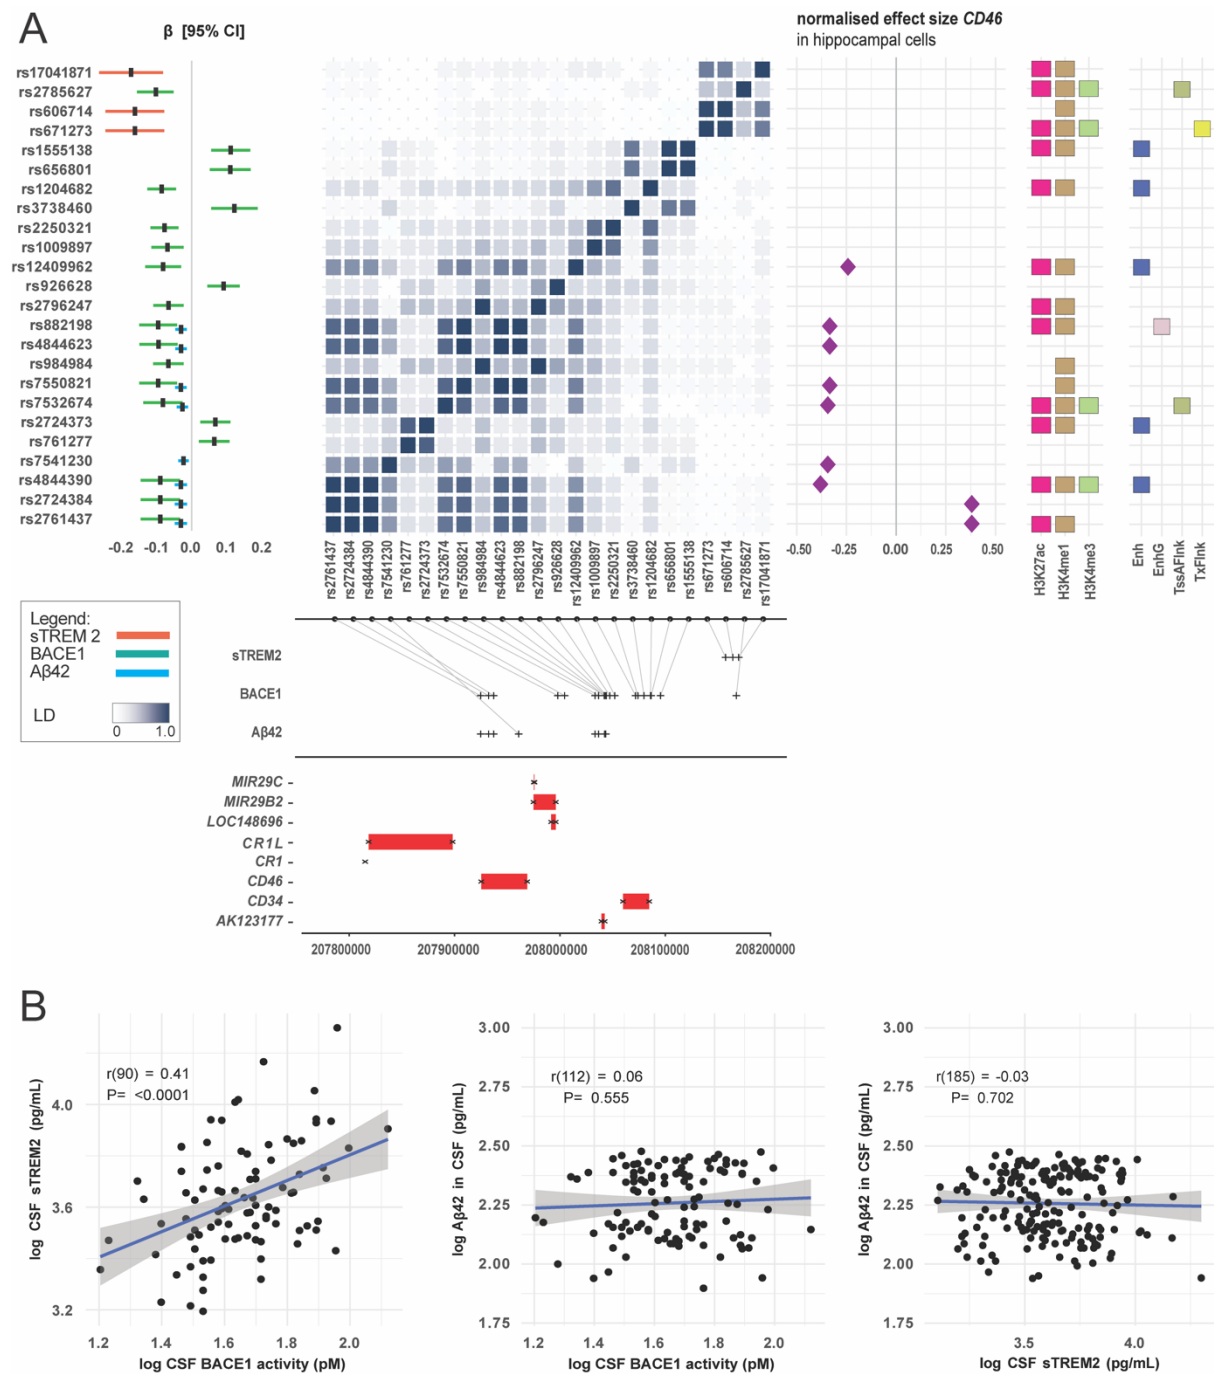 A
β [95% CI]
normalised effect size CD46
in hippocampal cells
rs17041871
rs2785627
rs606714
rs671273
rs1555138
rs656801
rs1204682
rs3738460
rs2250321
rs1009897
rs12409962
rs926628
rs2796247
rs882198
rs4844623
rs984984
rs7550821
rs7532674
rs2724373
rs761277
rs7541230
rs4844390
rs2724384
rs2761437
-0.2 -0.1 0.1 0.2
rs2761437
rs2724384
rs4844390
rs7541230
rs761277
rs2724373
rs7532674
rs7550821
rs984984
rs4844623
rs882198
rs2796247
rs926628
rs12409962
rs1009897
rs2250321
rs3738460
rs1204682
rs656801
rs1555138
rs671273
rs606714
rs2785627
rs17041871
-0.50 -0.25 0.00 0.25 0.50
H3K27ac
H3K4me1
H3K4me3
Enh
EnhG
TssAFlnk
TxFlnk
Legend:
sTREM 2
BACE1
Aβ42
LD
0 1.0
sTREM2
BACE1
Aβ42
MIR29C -
MIR29B2 -
LOC148696 -
CR1L -
CR1 -
CD46 -
CD34 -
AK123177 -
207800000 207900000 208000000 208100000 208200000
B
log CSF sTREM2 (pg/mL)
4.0
3.6
3.2
r(90) = 0.41
P= <0.0001
1.2 1.4 1.6 1.8 2.0
log CSF BACE1 activity (pM)
log Aβ42 in CSF (pg/mL)
3.00
2.75
2.50
2.25
2.00
1.75
r(112) = 0.06
P= 0.555
1.2 1.4 1.6 1.8 2.0
log CSF BACE1 activity (pM)
log Aβ42 in CSF (pg/mL)
3.00
2.75
2.50
2.25
2.00
1.75
r(185) = -0.03
P= 0.702
3.5 4.0
log CSF sTREM2 (pg/mL)